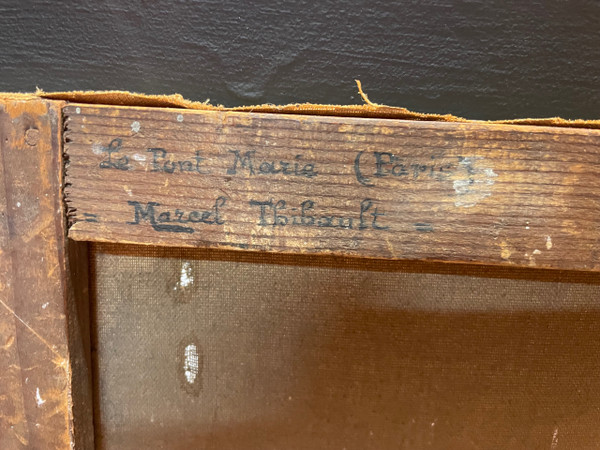 Le Pont Marie (Paris)
= Marcel Thibault =